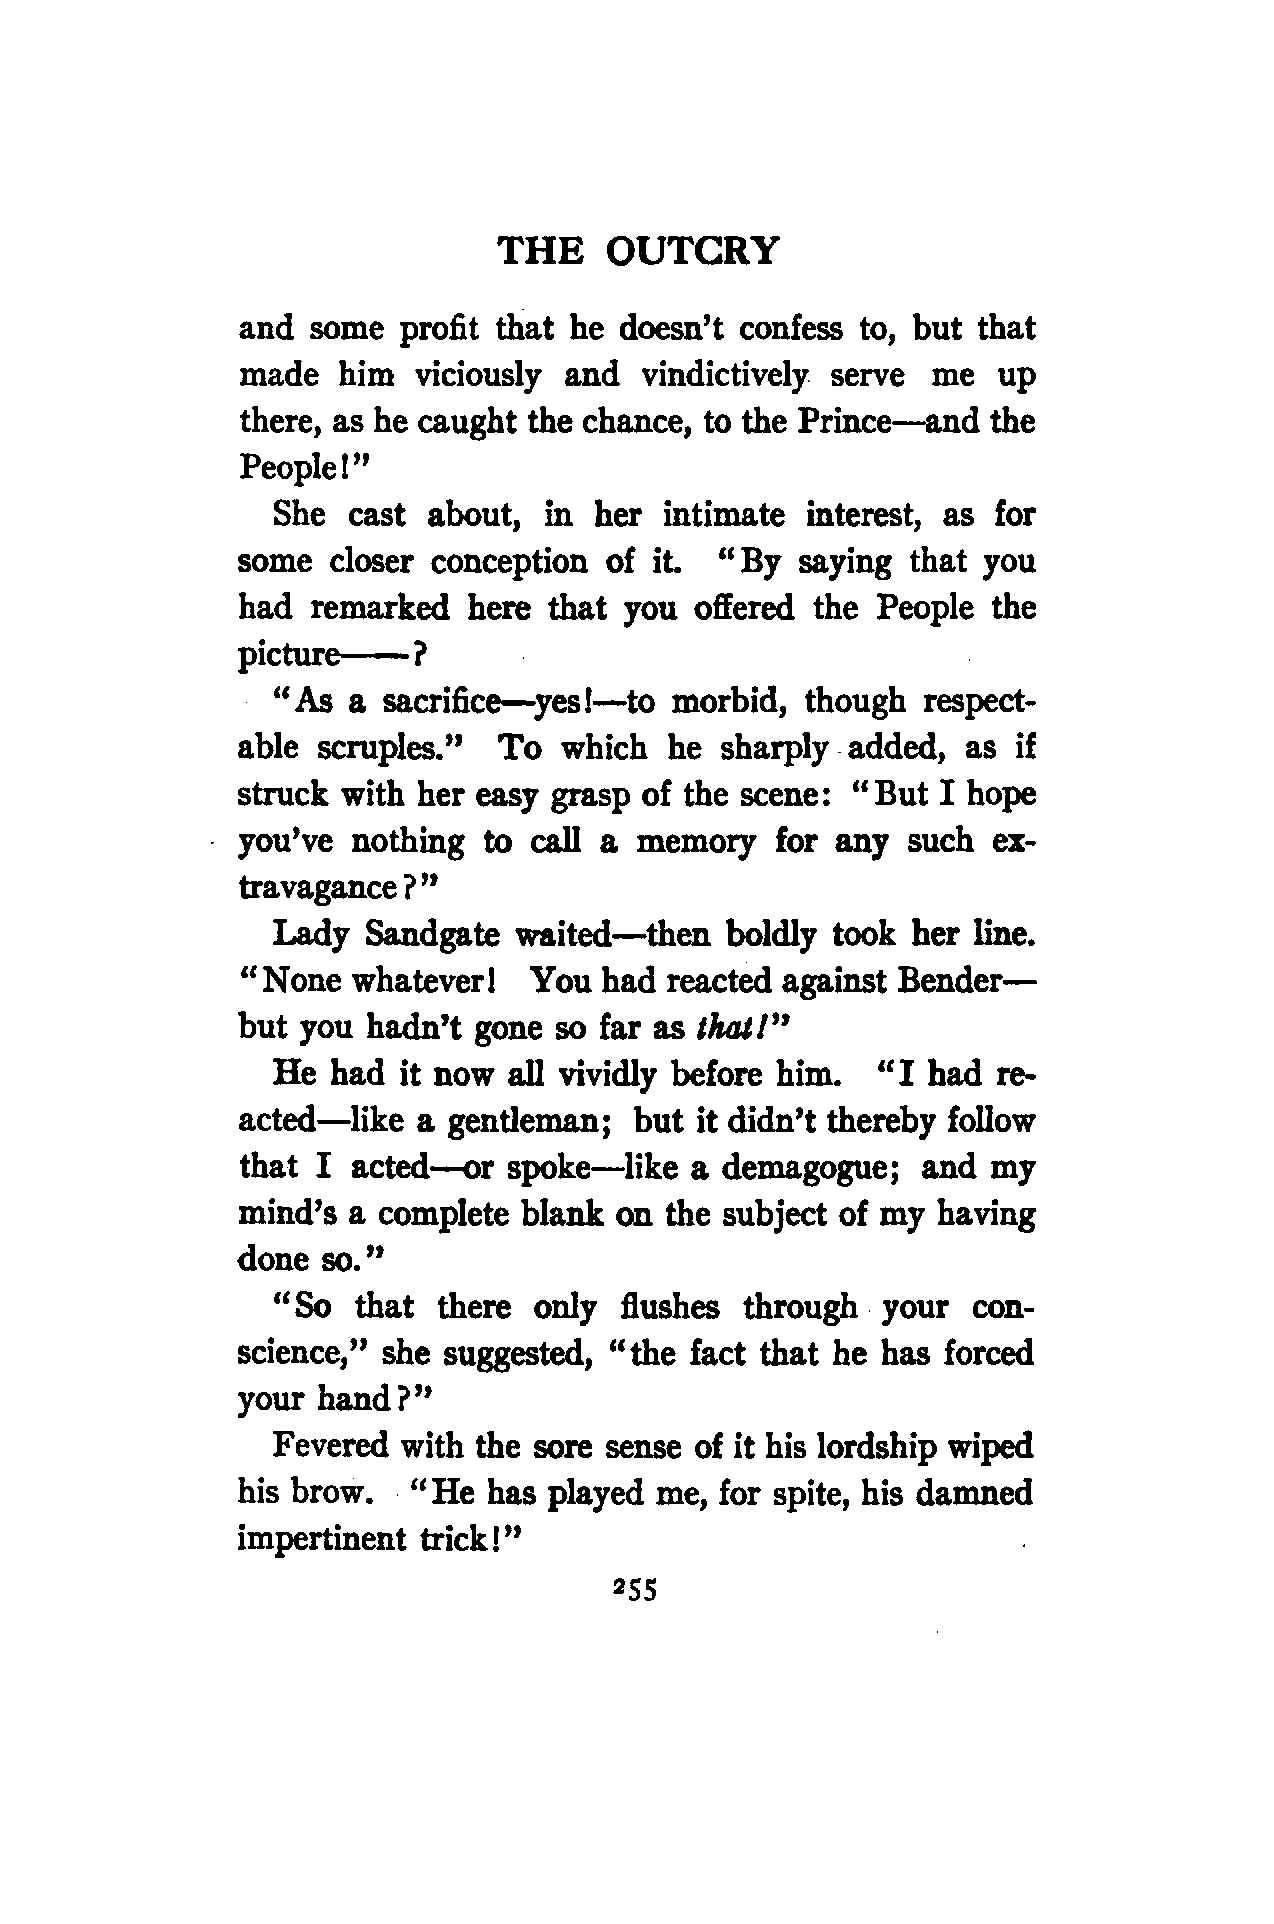 THE OUTCRY
and some profit that he doesn't confess to, but that
made him viciously and vindictively serve me up
there, as he caught the chance, to the Prince—and the
People!"
She cast about, in her intimate interest, as for
some closer conception of it. "By saying that you
had remarked here that you offered the People the
picture——?
"As a sacrifice—yes!—to morbid, though respect-
able scruples." To which he sharply added, as if
struck with her easy grasp of the scene: "But I hope
you've nothing to call a memory for any such ex-
travagance?"
Lady Sandgate waited—then boldly took her line.
"None whatever! You had reacted against Bender—
but you hadn't gone so far as that!"
He had it now all vividly before him. "I had re-
acted—like a gentleman; but it didn't thereby follow
that I acted—or spoke—like a demagogue; and my
mind's a complete blank on the subject of my having
done so."
"So that there only flushes through your con-
science," she suggested, "the fact that he has forced
your hand?"
Fevered with the sore sense of it his lordship wiped
his brow. "He has played me, for spite, his damned
impertinent trick!"
255